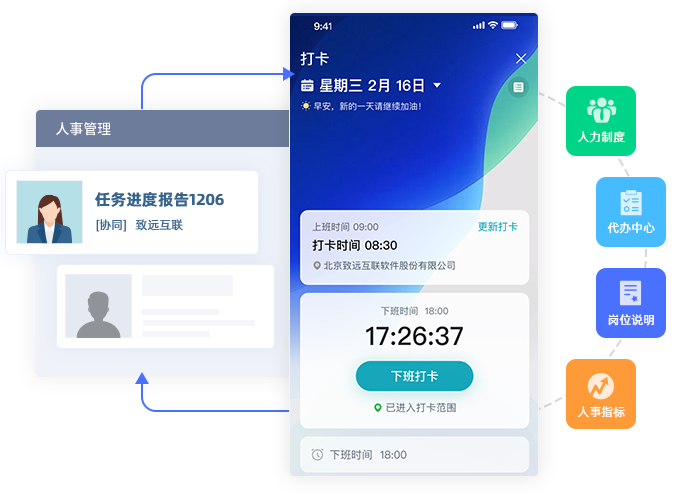 人事管理
任务进度报告1206
[协同] 致远互联
9:41
打卡
星期三 2月 16日
早安，新的一天请继续加油！
上班时间 09:00
更新打卡
打卡时间 08:30
北京致远互联软件股份有限公司
下班时间 18:00
17:26:37
下班打卡
已进入打卡范围
下班时间 18:00
人力制度
代办中心
岗位说明
人事指标